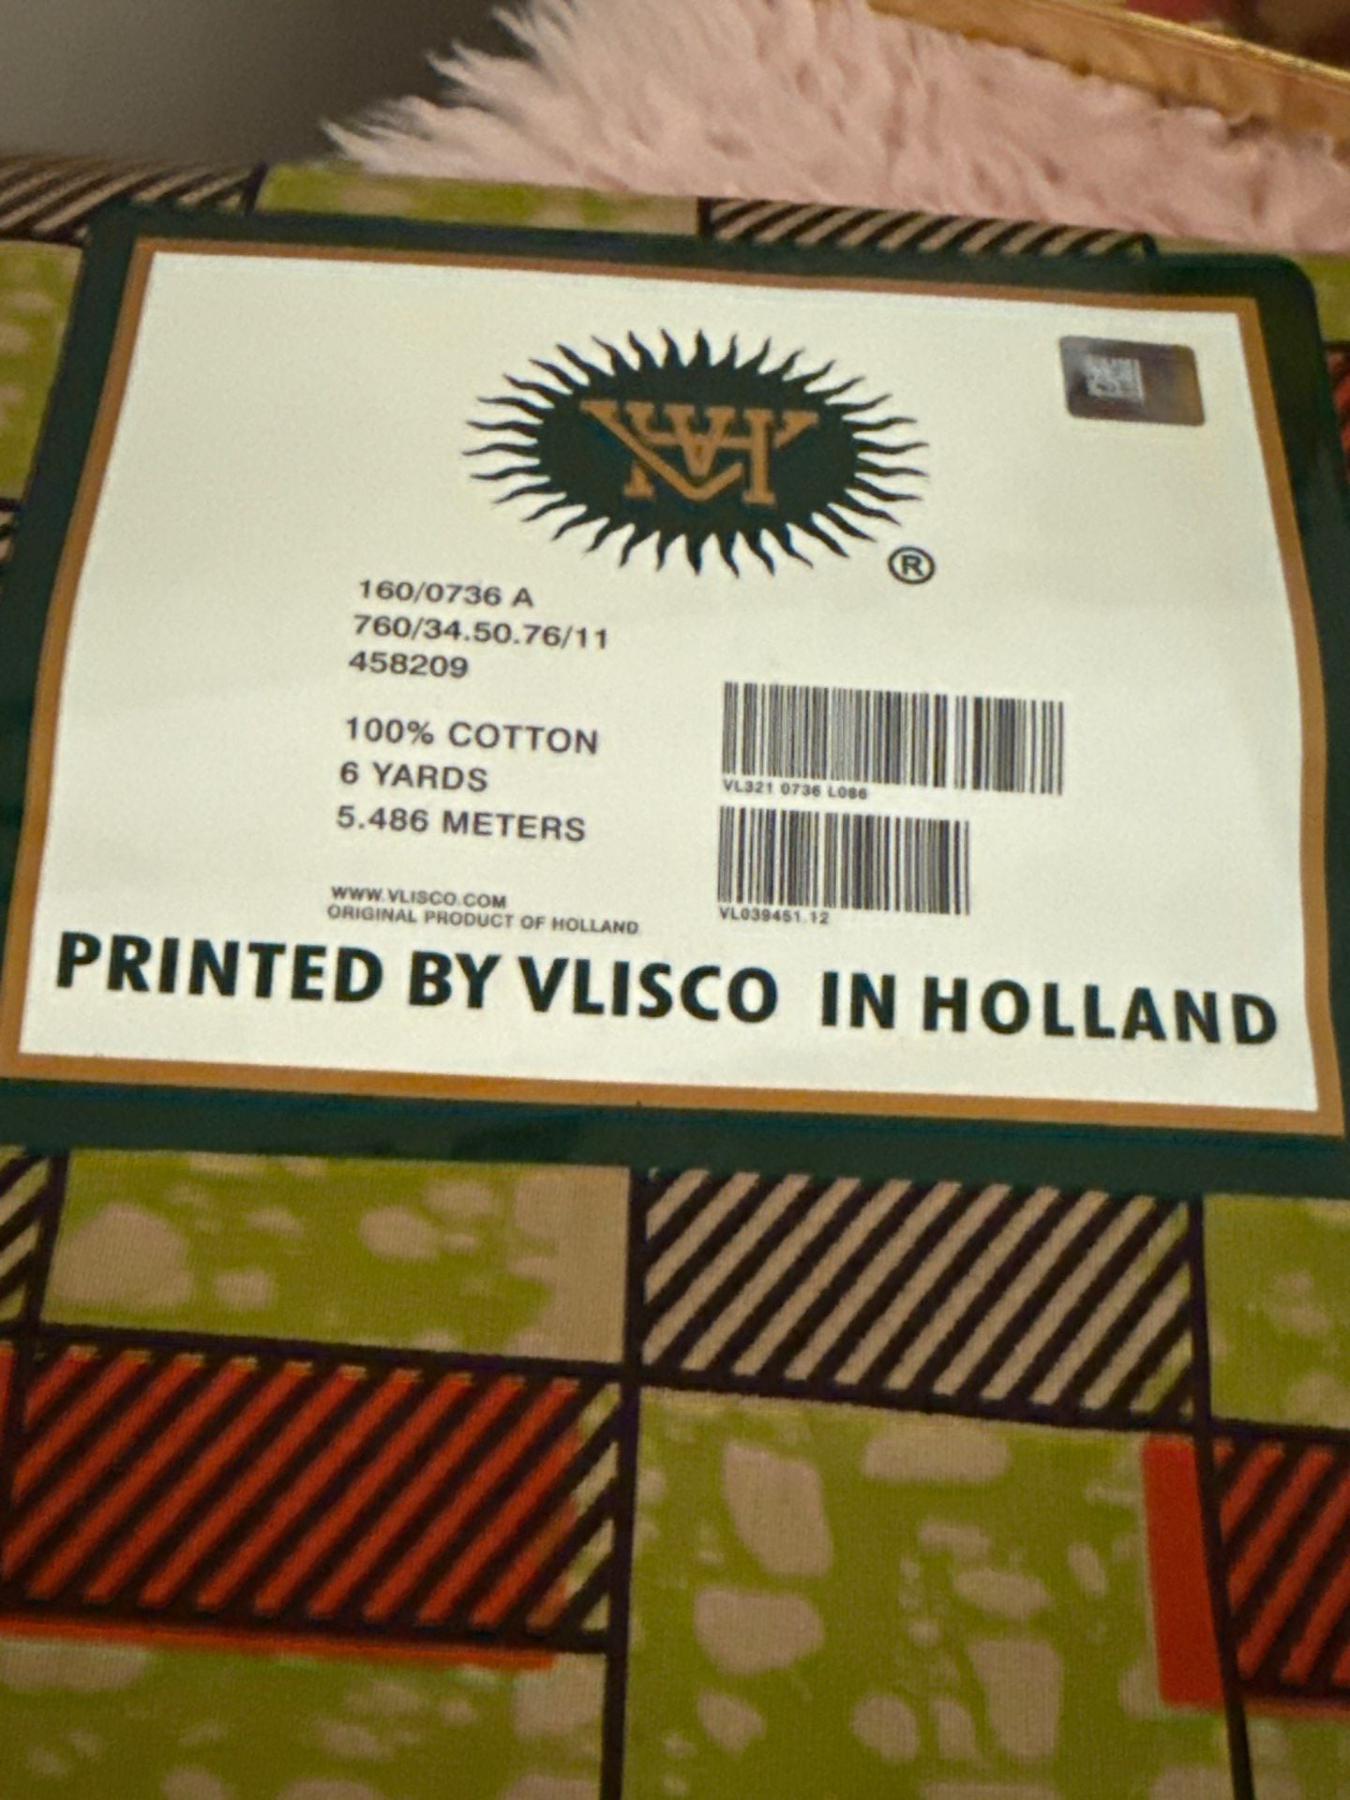 VH
®
160/0736 A
760/34.50.76/11
458209
100% COTTON
6 YARDS
5.486 METERS
VL321 0736 L086
VL039451.12
WWW.VLISCO.COM
ORIGINAL PRODUCT OF HOLLAND
PRINTED BY VLISCO IN HOLLAND